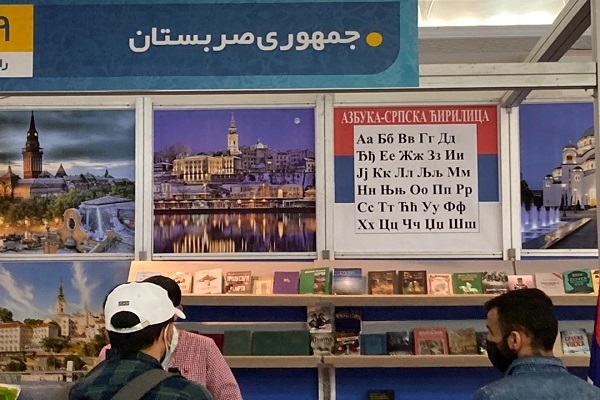 جمهوری صربستان
۹
АЗБУКА-СРПСКА ЋИРИЛИЦА
Аа Бб Вв Гг Дд
Ђђ Ее Жж Зз Ии
Јј Кк Лл Љљ Мм
Нн Њњ Оо Пп Рр
Сс Тт Ћћ Уу Фф
Хх Цц Чч Џџ Шш